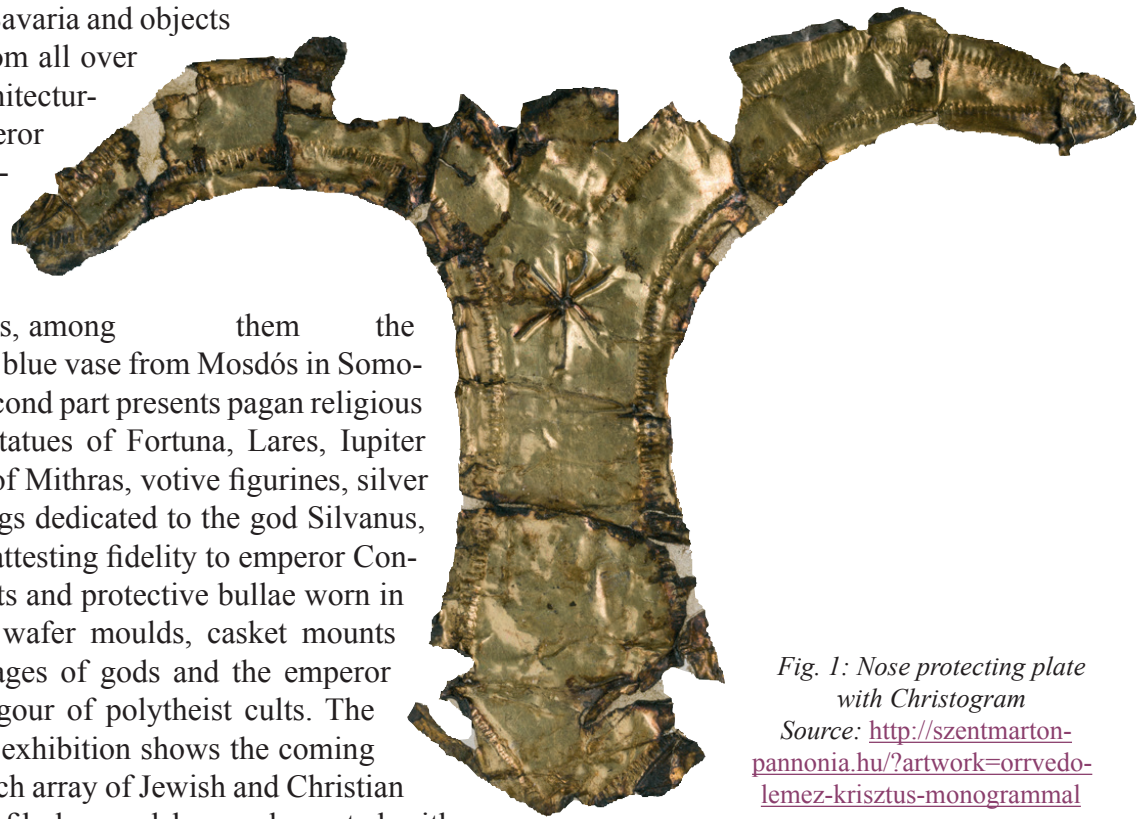 Bavaria and objects
om all over
hitectur-
eror
-
s, among them the
blue vase from Mosdós in Somo-
cond part presents pagan religious
tatues of Fortuna, Lares, Iupiter
of Mithras, votive figurines, silver
gs dedicated to the god Silvanus,
attesting fidelity to emperor Con-
ts and protective bullae worn in
wafer moulds, casket mounts
ages of gods and the emperor
gour of polytheist cults. The
exhibition shows the coming
ch array of Jewish and Christian
Fig. 1: Nose protecting plate
with Christogram
Source: http://szentmarton-
pannonia.hu/?artwork=orrvedo-
lemez-krisztus-monogrammal